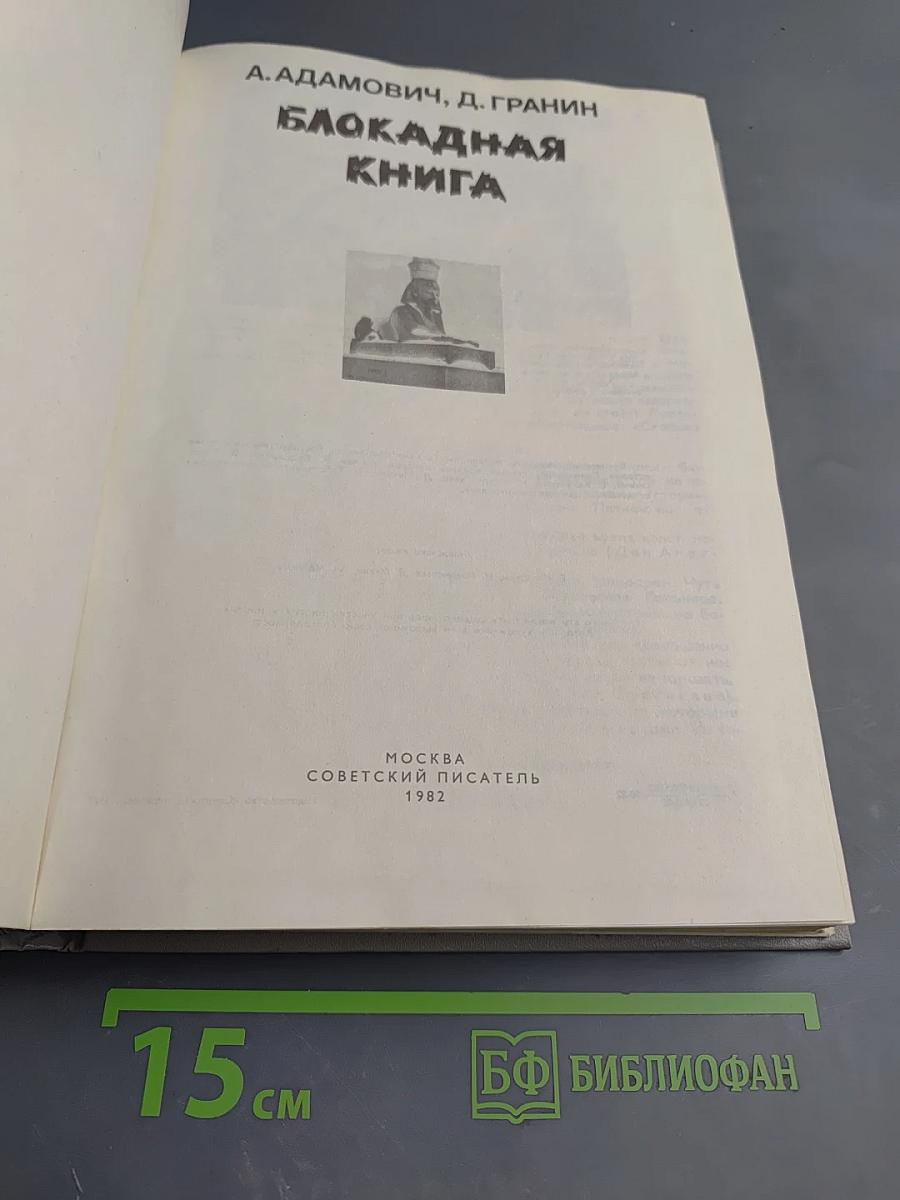 А. АДАМОВИЧ, Д. ГРАНИН
БЛОКАДНАЯ
КНИГА
МОСКВА
СОВЕТСКИЙ ПИСАТЕЛЬ
1982
15 см
БФ БИБЛИОФАН